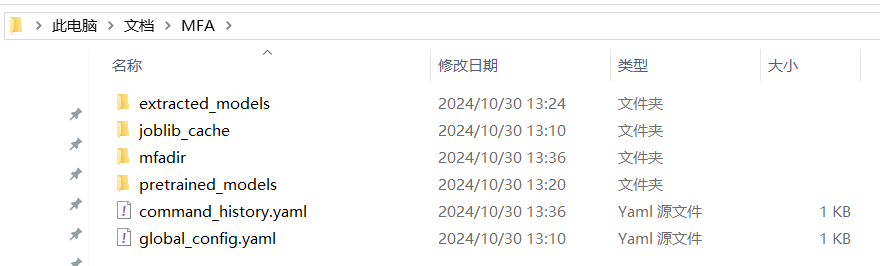 此电脑 文档 MFA
名称 修改日期 类型 大小
extracted_models 2024/10/30 13:24 文件夹
joblib_cache 2024/10/30 13:10 文件夹
mfadir 2024/10/30 13:36 文件夹
pretrained_models 2024/10/30 13:20 文件夹
command_history.yaml 2024/10/30 13:36 Yaml 源文件 1 KB
global_config.yaml 2024/10/30 13:10 Yaml 源文件 1 KB